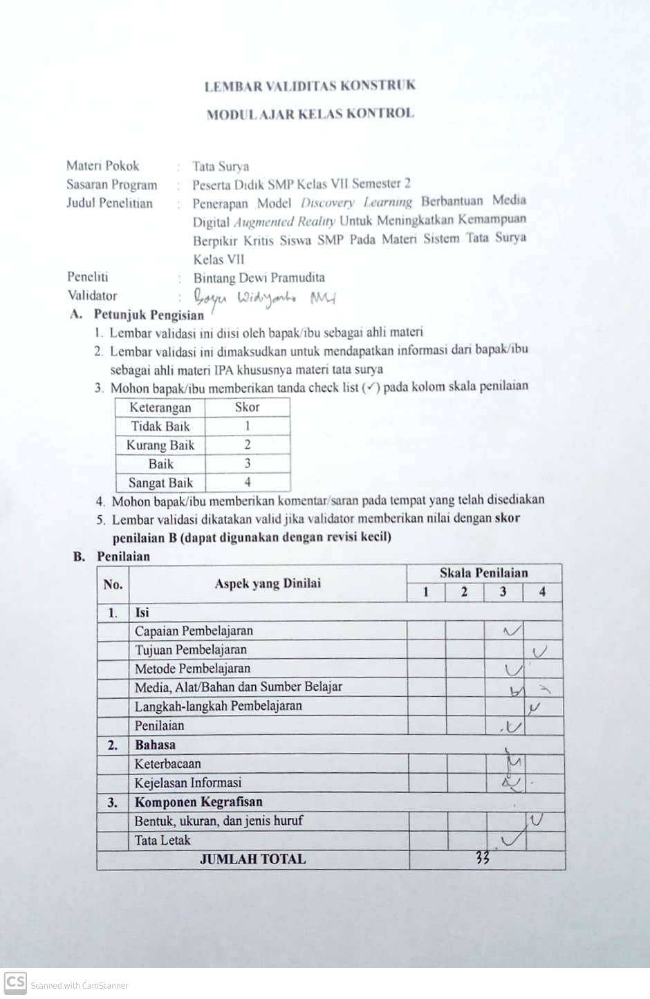 LEMBAR VALIDITAS KONSTRUK
MODUL AJAR KELAS KONTROL
Materi Pokok : Tata Surya
Sasaran Program : Peserta Didik SMP Kelas VII Semester 2
Judul Penelitian : Penerapan Model Discovery Learning Berbantuan Media
Digital Augmented Reality Untuk Meningkatkan Kemampuan
Berpikir Kritis Siswa SMP Pada Materi Sistem Tata Surya
Kelas VII
Peneliti : Bintang Dewi Pramudita
Validator : Bayu Widiyanto
A. Petunjuk Pengisian
1. Lembar validasi ini diisi oleh bapak/ibu sebagai ahli materi
2. Lembar validasi ini dimaksudkan untuk mendapatkan informasi dari bapak/ibu
sebagai ahli materi IPA khususnya materi tata surya
3. Mohon bapak/ibu memberikan tanda check list (✓) pada kolom skala penilaian
Keterangan Skor
Tidak Baik 1
Kurang Baik 2
Baik 3
Sangat Baik 4
4. Mohon bapak/ibu memberikan komentar/saran pada tempat yang telah disediakan
5. Lembar validasi dikatakan valid jika validator memberikan nilai dengan skor
penilaian B (dapat digunakan dengan revisi kecil)
B. Penilaian
No. Aspek yang Dinilai Skala Penilaian
1 2 3 4
1. Isi
Capaian Pembelajaran ✓
Tujuan Pembelajaran ✓
Metode Pembelajaran ✓
Media, Alat/Bahan dan Sumber Belajar ✓
Langkah-langkah Pembelajaran ✓
Penilaian ✓
2. Bahasa
Keterbacaan ✓
Kejelasan Informasi ✓
3. Komponen Kegrafisan
Bentuk, ukuran, dan jenis huruf ✓
Tata Letak ✓
JUMLAH TOTAL 33
CS Scanned with CamScanner